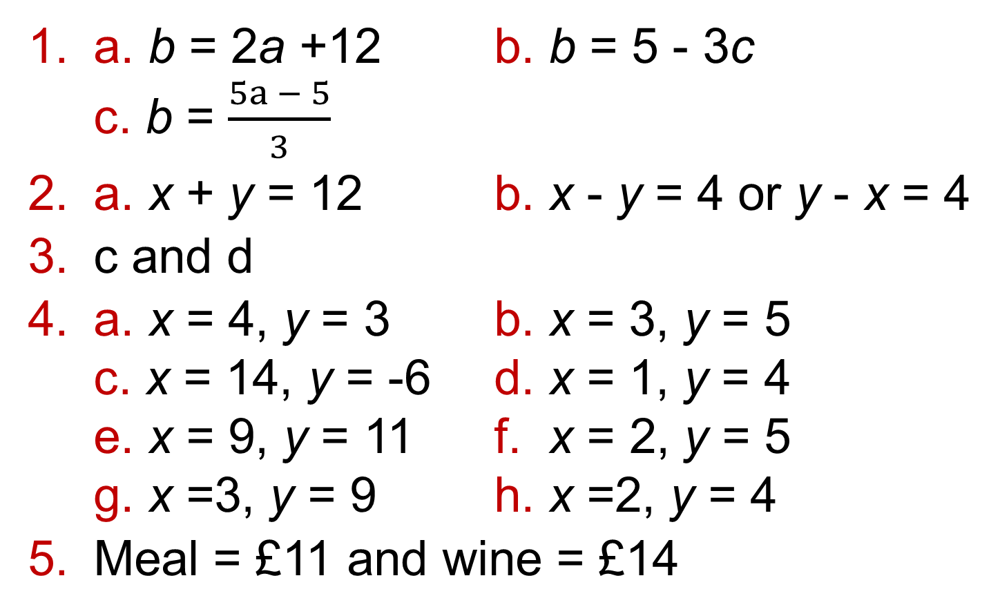 1. a. b = 2a +12 b. b = 5 - 3c
c. b = (5a − 5)/3
2. a. x + y = 12 b. x - y = 4 or y - x = 4
3. c and d
4. a. x = 4, y = 3 b. x = 3, y = 5
c. x = 14, y = -6 d. x = 1, y = 4
e. x = 9, y = 11 f. x = 2, y = 5
g. x =3, y = 9 h. x =2, y = 4
5. Meal = £11 and wine = £14